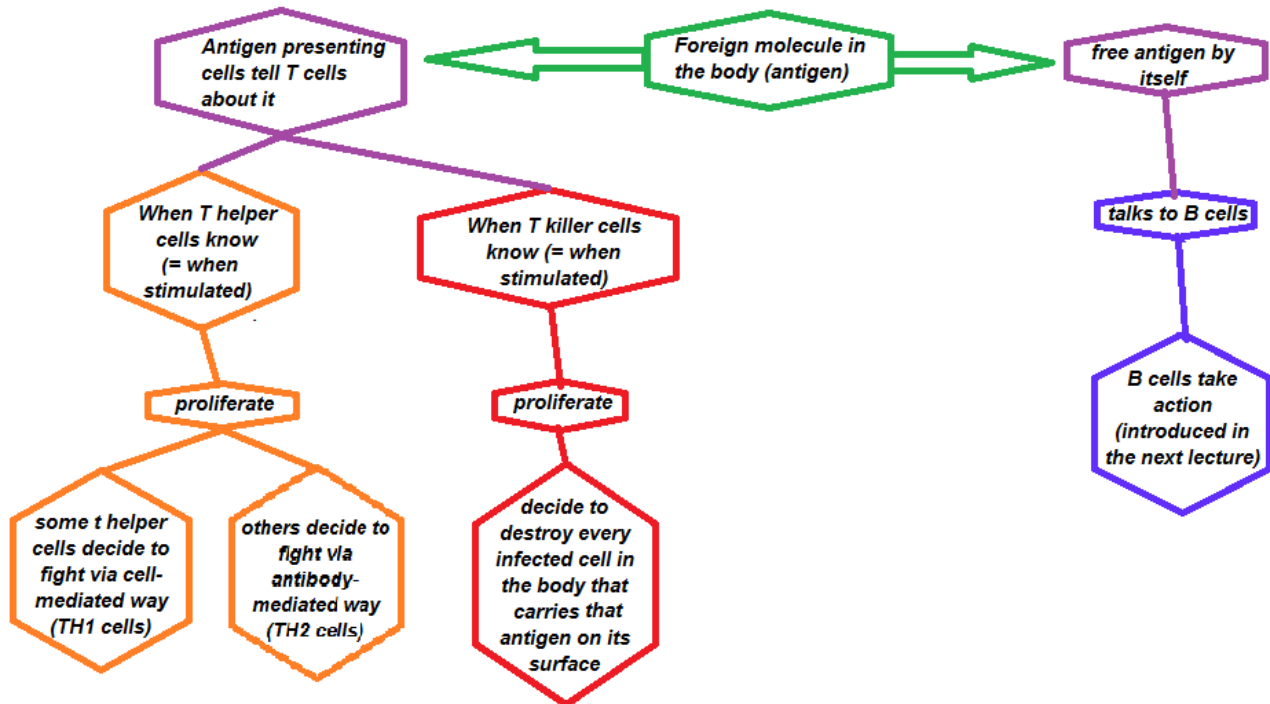 Antigen presenting
cells tell T cells
about it
Foreign molecule in
the body (antigen)
free antigen by
itself
When T helper
cells know
(= when
stimulated)
When T killer cells
know (= when
stimulated)
talks to B cells
proliferate
proliferate
B cells take
action
(introduced in
the next lecture)
some t helper
cells decide to
fight via cell-
mediated way
(TH1 cells)
others decide to
fight via
antibody-
mediated way
(TH2 cells)
decide to
destroy every
infected cell in
the body that
carries that
antigen on its
surface